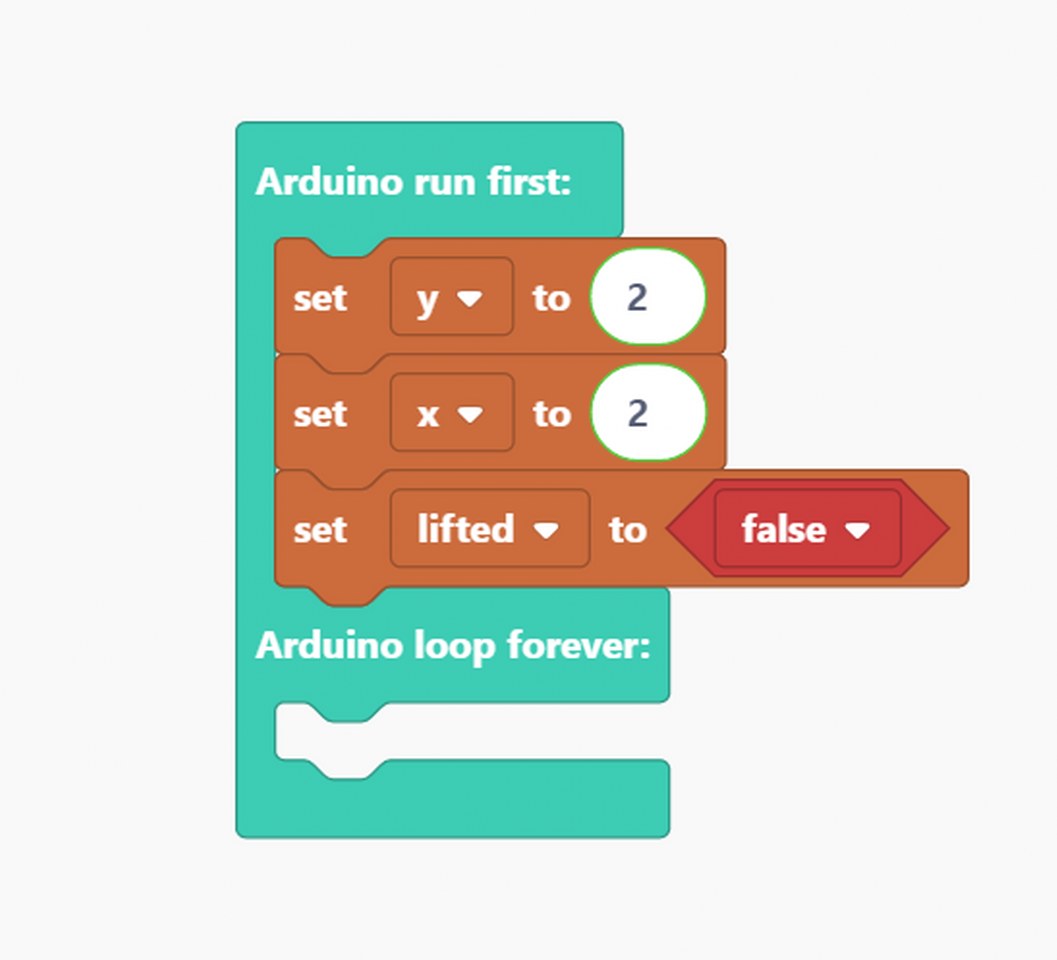 Arduino run first:
set y to 2
set x to 2
set lifted to false
Arduino loop forever: